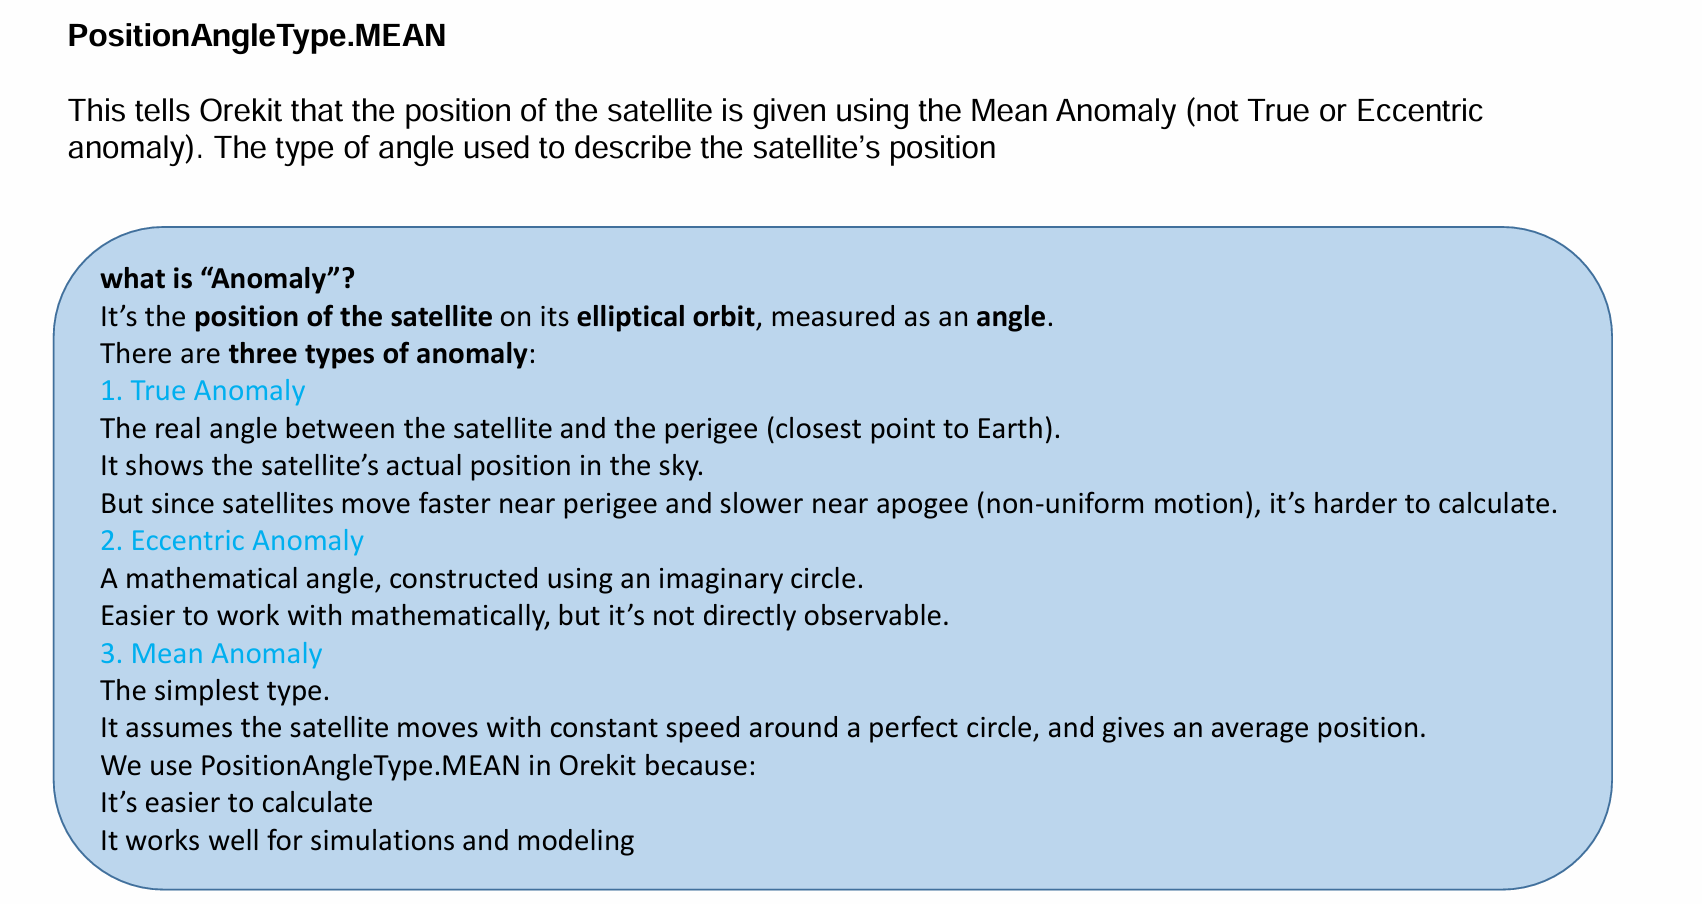 PositionAngleType.MEAN
This tells Orekit that the position of the satellite is given using the Mean Anomaly (not True or Eccentric
anomaly). The type of angle used to describe the satellite’s position
what is “Anomaly”?
It’s the position of the satellite on its elliptical orbit, measured as an angle.
There are three types of anomaly:
1. True Anomaly
The real angle between the satellite and the perigee (closest point to Earth).
It shows the satellite’s actual position in the sky.
But since satellites move faster near perigee and slower near apogee (non-uniform motion), it’s harder to calculate.
2. Eccentric Anomaly
A mathematical angle, constructed using an imaginary circle.
Easier to work with mathematically, but it’s not directly observable.
3. Mean Anomaly
The simplest type.
It assumes the satellite moves with constant speed around a perfect circle, and gives an average position.
We use PositionAngleType.MEAN in Orekit because:
It’s easier to calculate
It works well for simulations and modeling